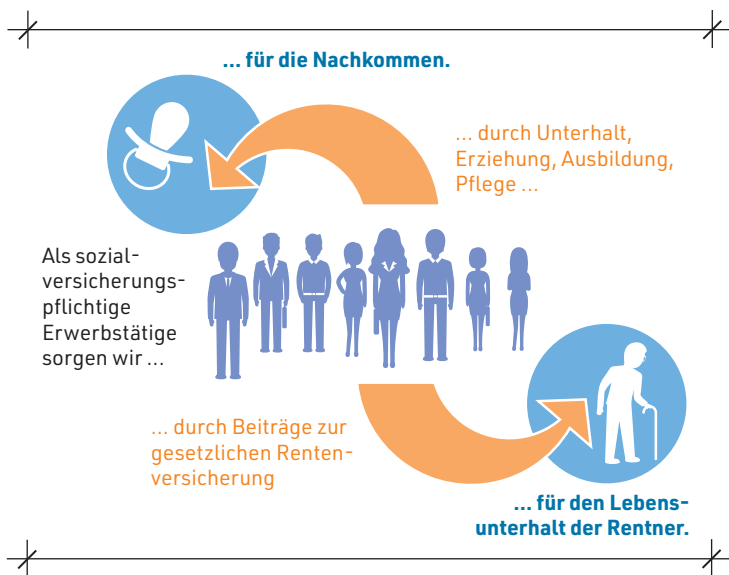 ... für die Nachkommen.
... durch Unterhalt,
Erziehung, Ausbildung,
Pflege ...
Als sozial-
versicherungs-
pflichtige
Erwerbstätige
sorgen wir ...
... durch Beiträge zur
gesetzlichen Renten-
versicherung
... für den Lebens-
unterhalt der Rentner.